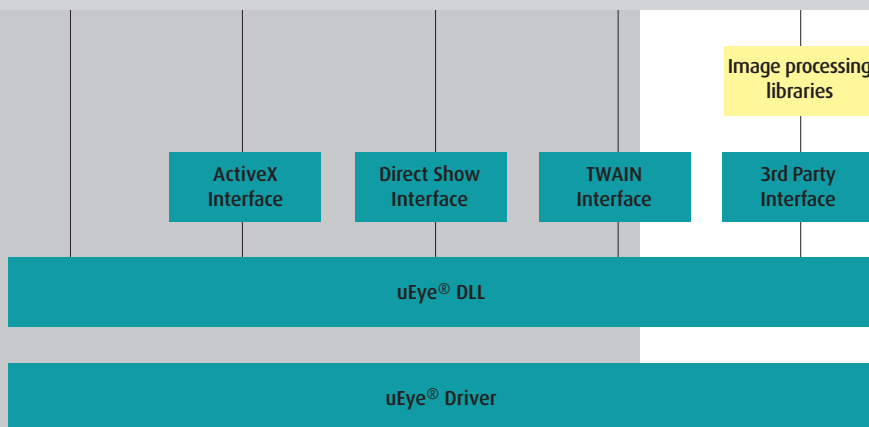 Image processing
libraries
ActiveX
Interface
Direct Show
Interface
TWAIN
Interface
3rd Party
Interface
uEye® DLL
uEye® Driver